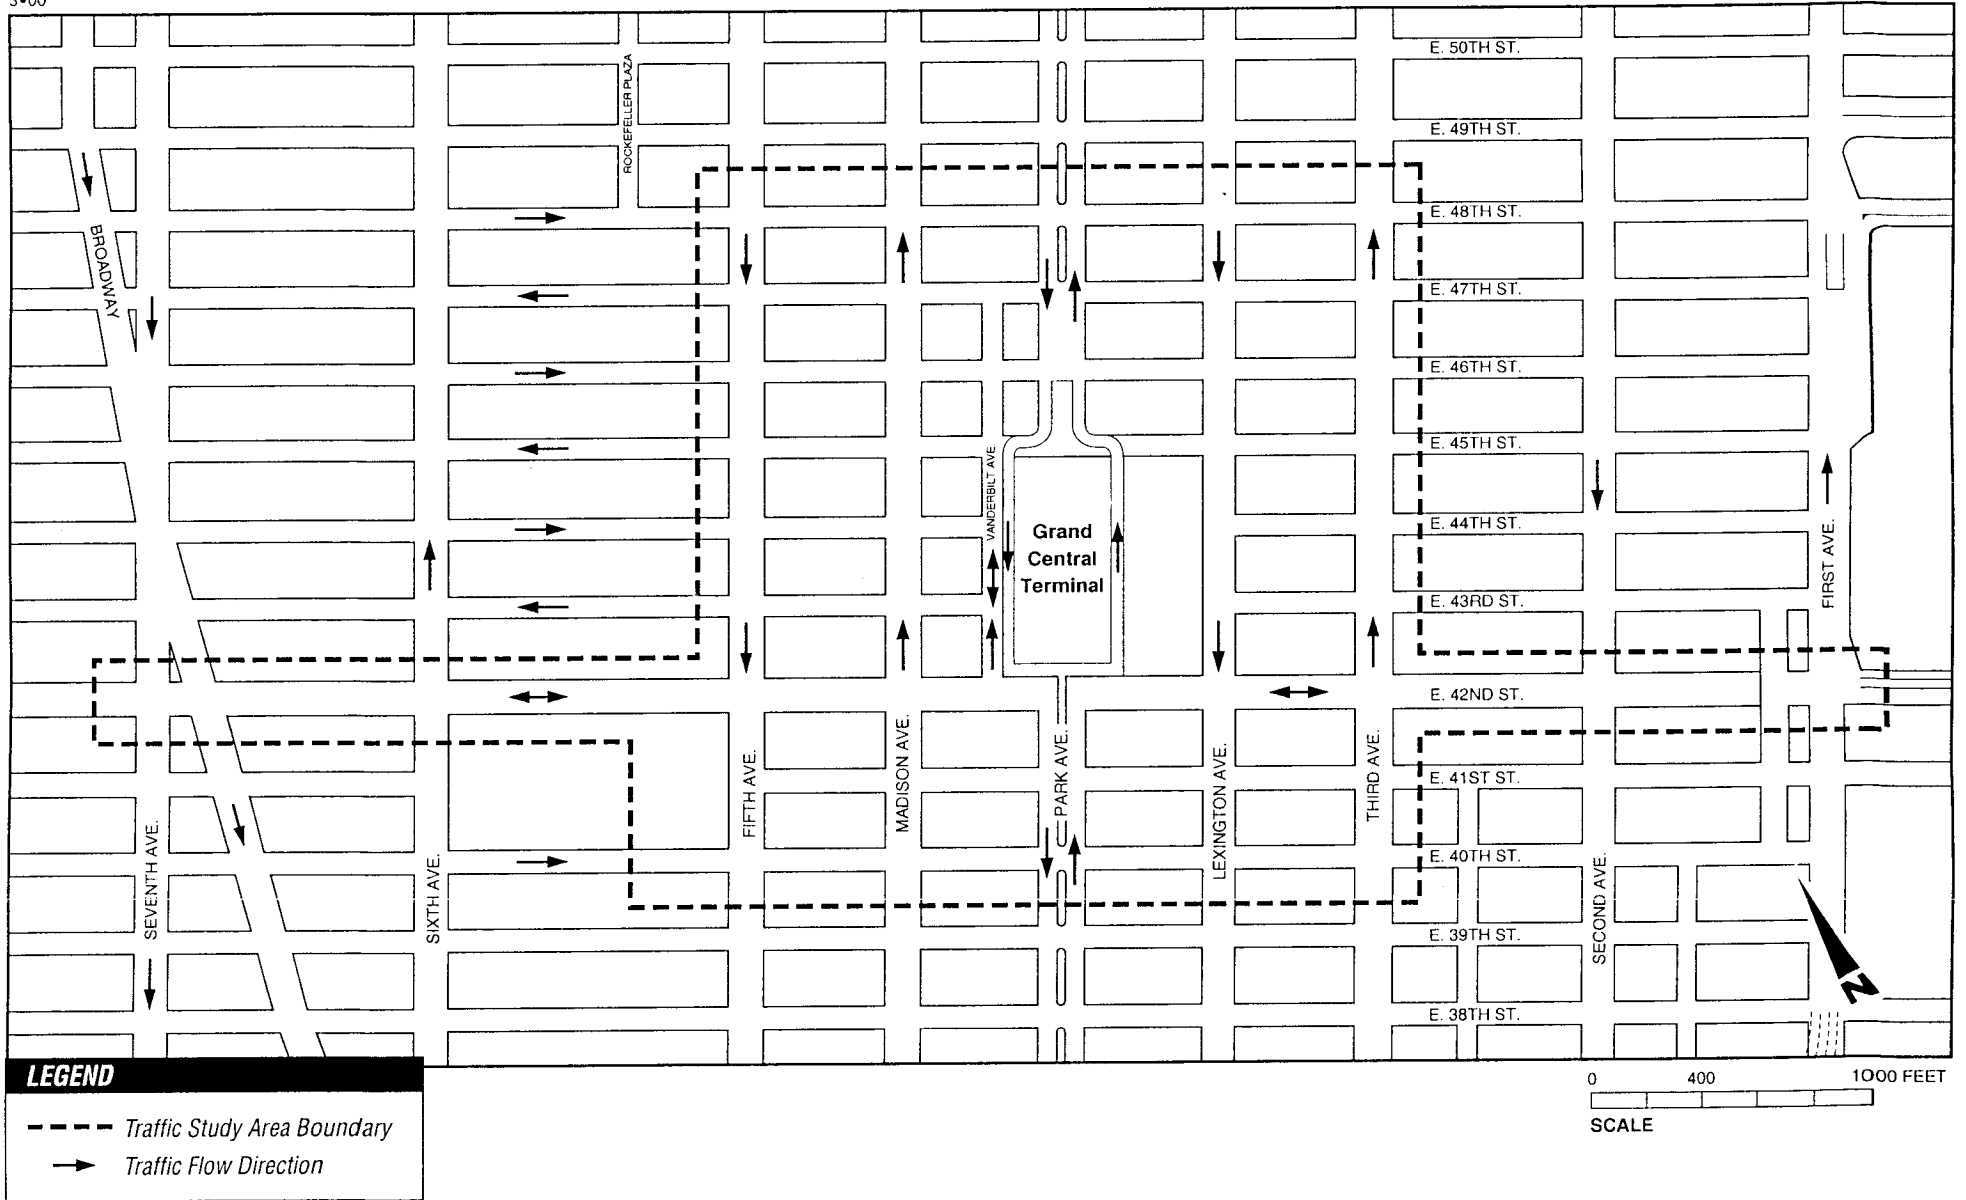 E. 50TH ST.
ROCKEFELLER PLAZA
E. 49TH ST.
E. 48TH ST.
BROADWAY
E. 47TH ST.
E. 46TH ST.
E. 45TH ST.
VANDERBILT AVE
E. 44TH ST.
Grand
Central
Terminal
FIRST AVE.
E. 43RD ST.
E. 42ND ST.
FIFTH AVE.
MADISON AVE.
PARK AVE.
LEXINGTON AVE.
THIRD AVE.
E. 41ST ST.
SEVENTH AVE.
SIXTH AVE.
E. 40TH ST.
SECOND AVE.
E. 39TH ST.
N
E. 38TH ST.
LEGEND
Traffic Study Area Boundary
Traffic Flow Direction
0 400 1000 FEET
SCALE